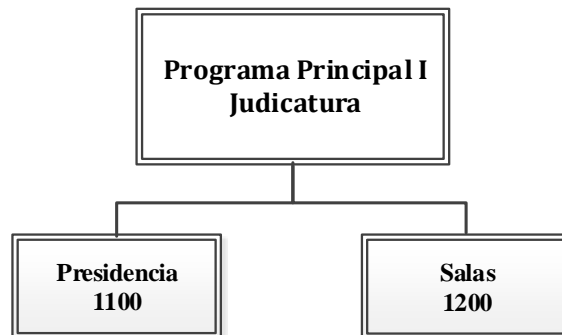 Programa Principal I
Judicatura
Presidencia
1100
Salas
1200